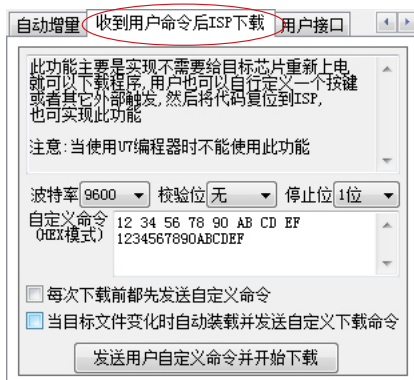 自动增量 收到用户命令后ISP下载 用户接口
此功能主要是实现不需要给目标芯片重新上电
就可以下载程序,用户也可以自行定义一个按键
或者其它外部触发,然后将代码复位到ISP,
也可实现此功能
注意:当使用U7编程器时不能使用此功能
波特率 9600 校验位 无 停止位 1位
自定义命令 12 34 56 78 90 AB CD EF
(HEX模式) 1234567890ABCDEF
每次下载前都先发送自定义命令
当目标文件变化时自动装载并发送自定义下载命令
发送用户自定义命令并开始下载